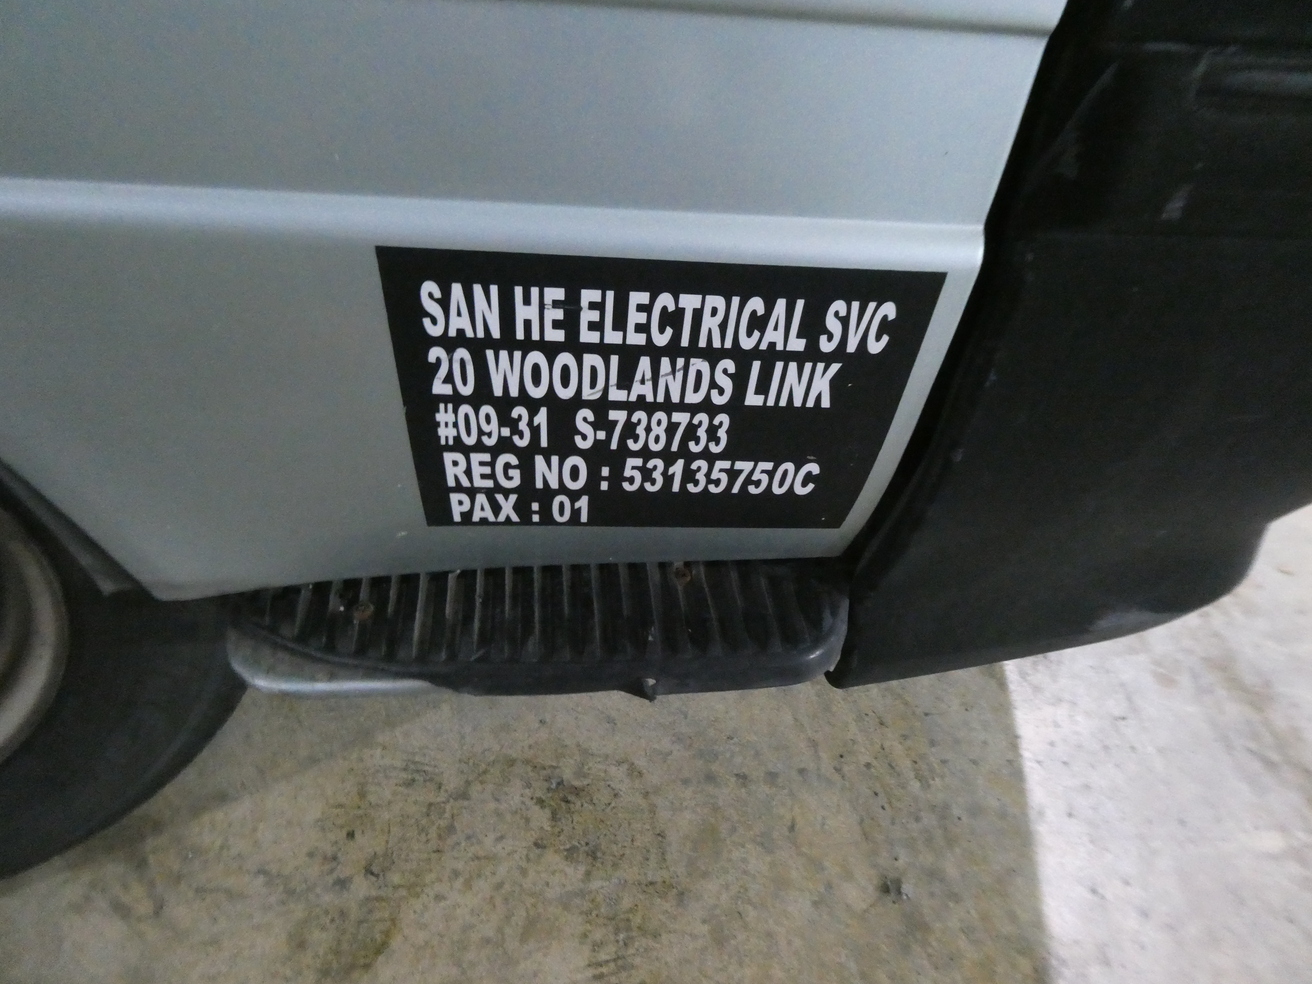 SAN HE ELECTRICAL SVC
20 WOODLANDS LINK
#09-31 S-738733
REG NO : 53135750C
PAX : 01